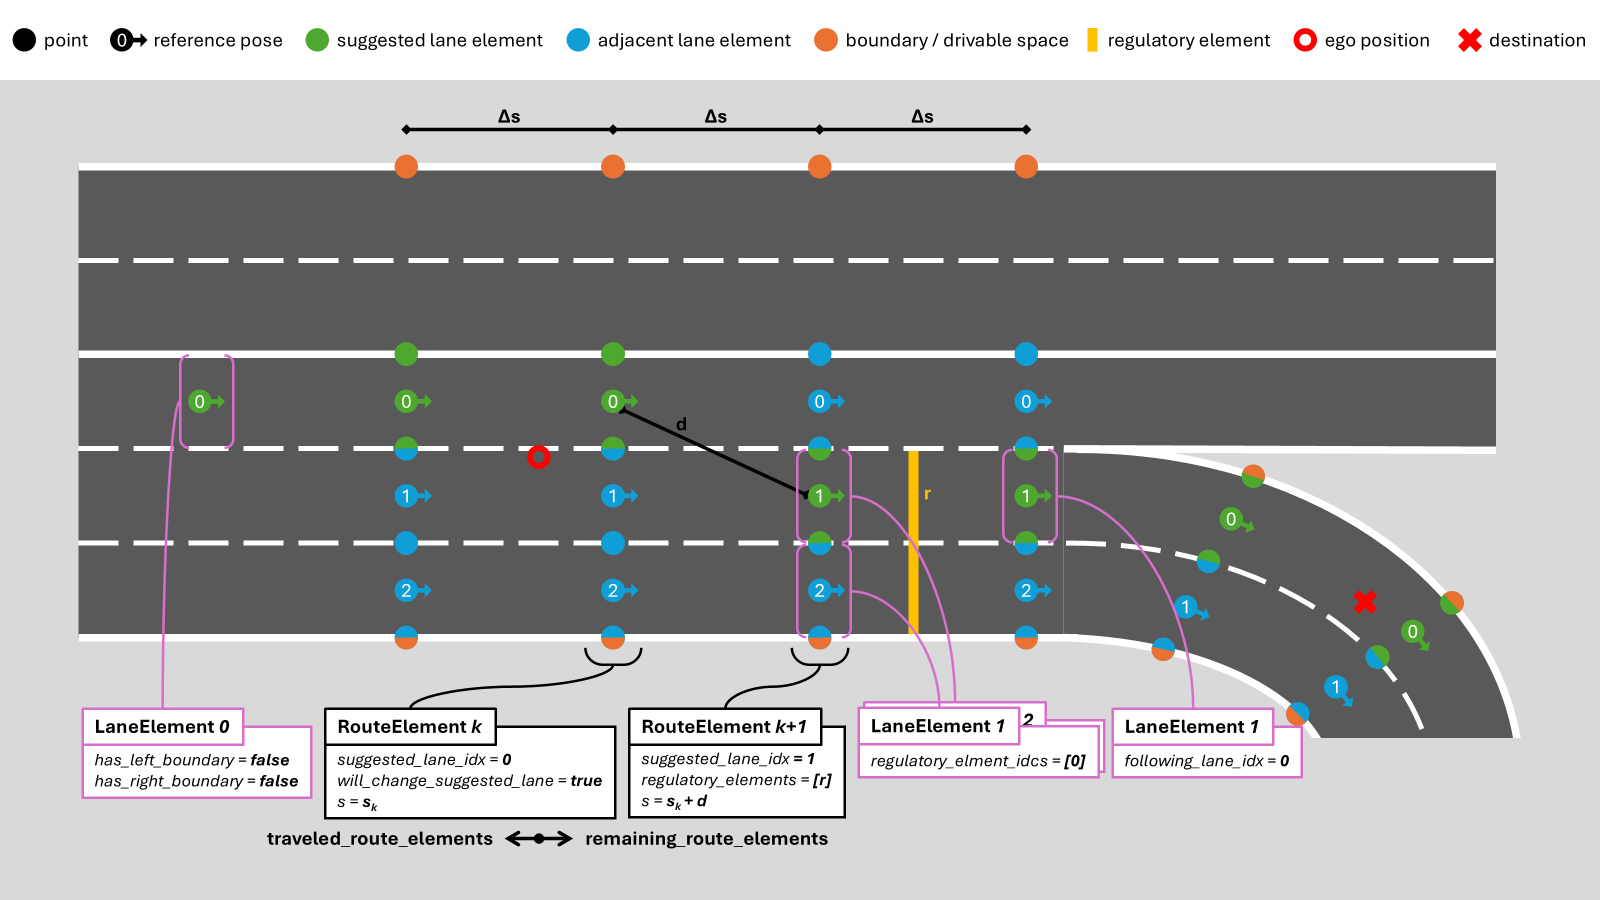 point
0 reference pose
suggested lane element
adjacent lane element
boundary / drivable space
regulatory element
ego position
destination
Δs Δs Δs
0 0 0 0 0
d
1 1 1 1
r
0
2 2 2 2
1
0
1
LaneElement 0
has_left_boundary = false
has_right_boundary = false
RouteElement k
suggested_lane_idx = 0
will_change_suggested_lane = true
s = sk
RouteElement k+1
suggested_lane_idx = 1
regulatory_elements = [r]
s = sk + d
2
LaneElement 1
regulatory_elment_idcs = [0]
LaneElement 1
following_lane_idx = 0
traveled_route_elements
remaining_route_elements